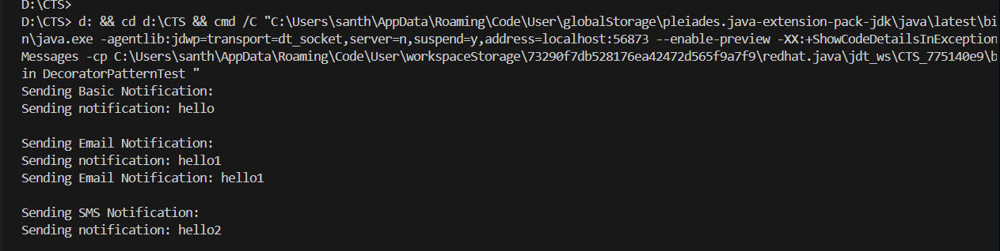 D:\CTS>
D:\CTS> d: && cd d:\CTS && cmd /C "C:\Users\santh\AppData\Roaming\Code\User\globalStorage\pleiades.java-extension-pack-jdk\java\latest\bi
n\java.exe -agentlib:jdwp=transport=dt_socket,server=n,suspend=y,address=localhost:56873 --enable-preview -XX:+ShowCodeDetailsInException
Messages -cp C:\Users\santh\AppData\Roaming\Code\User\workspaceStorage\73290f7db528176ea42472d565f9a7f9\redhat.java\jdt_ws\CTS_775140e9\b
in DecoratorPatternTest "
Sending Basic Notification:
Sending notification: hello

Sending Email Notification:
Sending notification: hello1
Sending Email Notification: hello1

Sending SMS Notification:
Sending notification: hello2